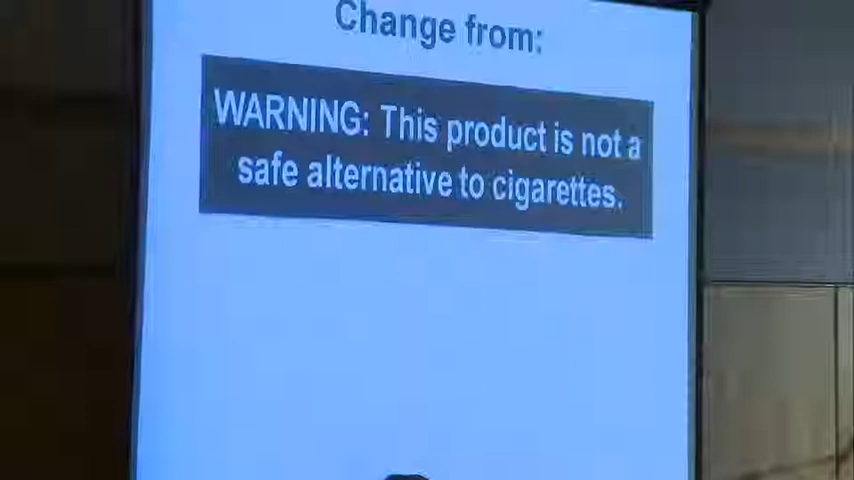 Change from:
WARNING: This product is not a
safe alternative to cigarettes.